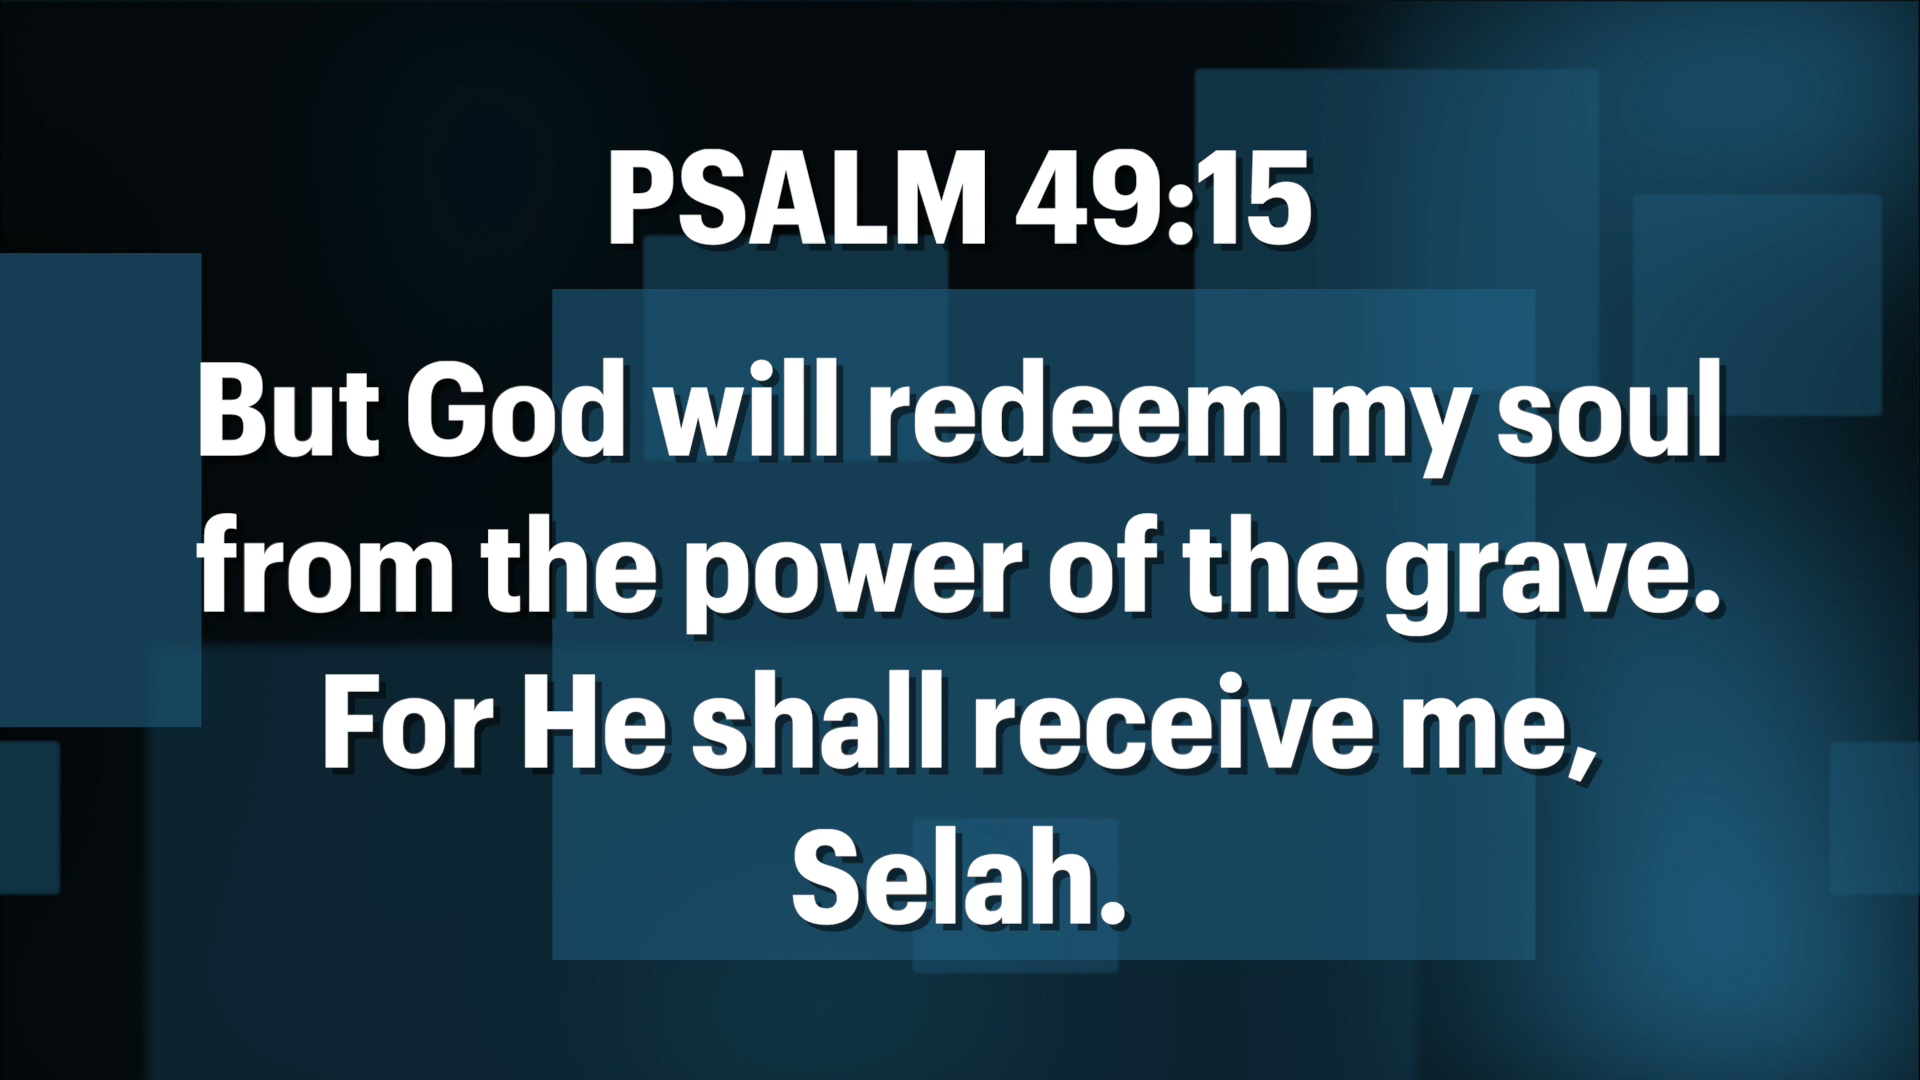 PSALM 49:15
But God will redeem my soul
from the power of the grave.
For He shall receive me,
Selah.